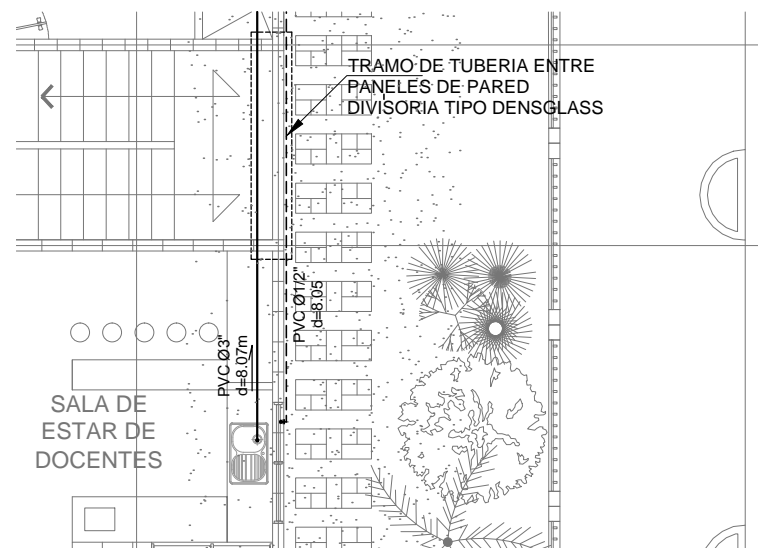 TRAMO DE TUBERIA ENTRE
PANELES DE PARED
DIVISORIA TIPO DENSGLASS
PVC Ø1/2"
d=8.05
PVC Ø3"
d=8.07m
SALA DE
ESTAR DE
DOCENTES